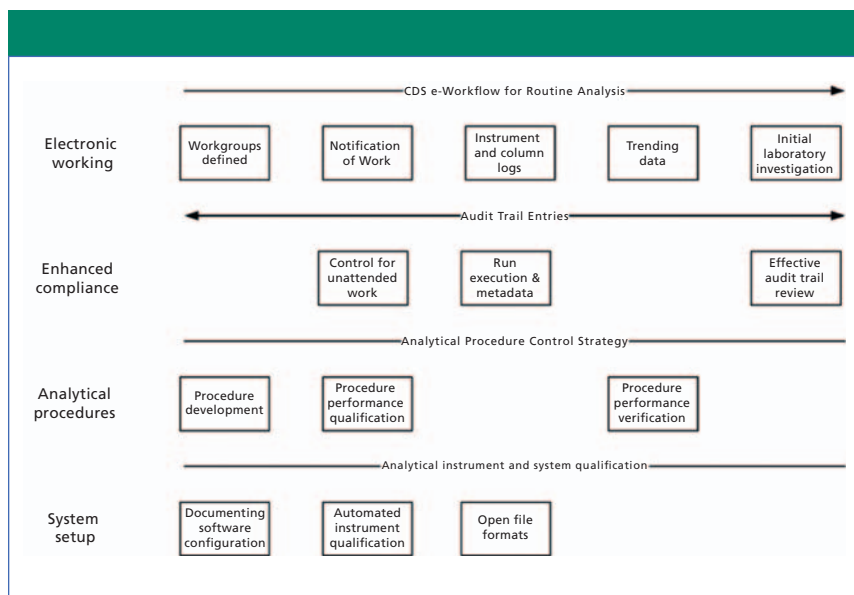 CDS e-Workflow for Routine Analysis
Electronic
working
Workgroups
defined
Notification
of Work
Instrument
and column
logs
Trending
data
Initial
laboratory
investigation
Audit Trail Entries
Enhanced
compliance
Control for
unattended
work
Run
execution &
metadata
Effective
audit trail
review
Analytical Procedure Control Strategy
Analytical
procedures
Procedure
development
Procedure
performance
qualification
Procedure
performance
verification
Analytical instrument and system qualification
System
setup
Documenting
software
configuration
Automated
instrument
qualification
Open file
formats